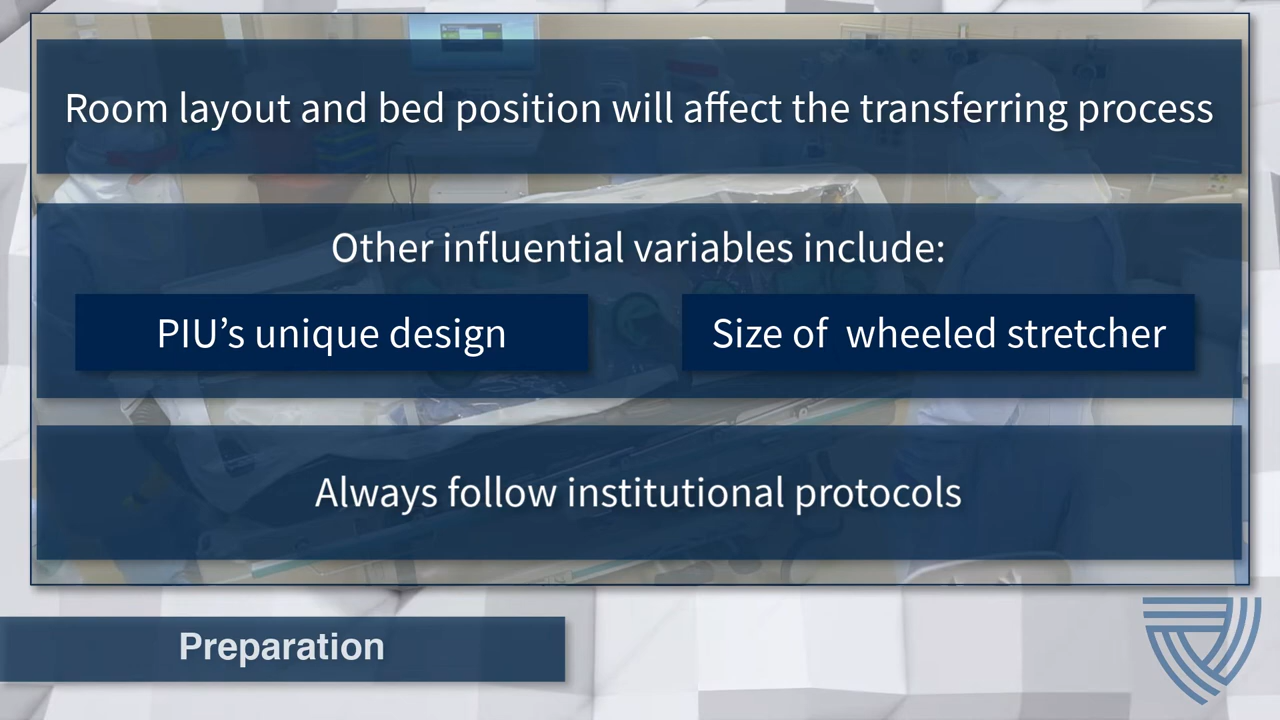 Room layout and bed position will affect the transferring process
Other influential variables include:
PIU’s unique design
Size of  wheeled stretcher
Always follow institutional protocols
Preparation